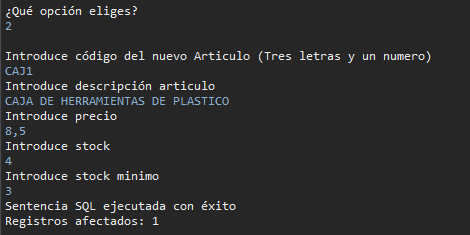 ¿Qué opción eliges?
2
Introduce código del nuevo Articulo (Tres letras y un numero)
CAJ1
Introduce descripción articulo
CAJA DE HERRAMIENTAS DE PLASTICO
Introduce precio
8,5
Introduce stock
4
Introduce stock minimo
3
Sentencia SQL ejecutada con éxito
Registros afectados: 1